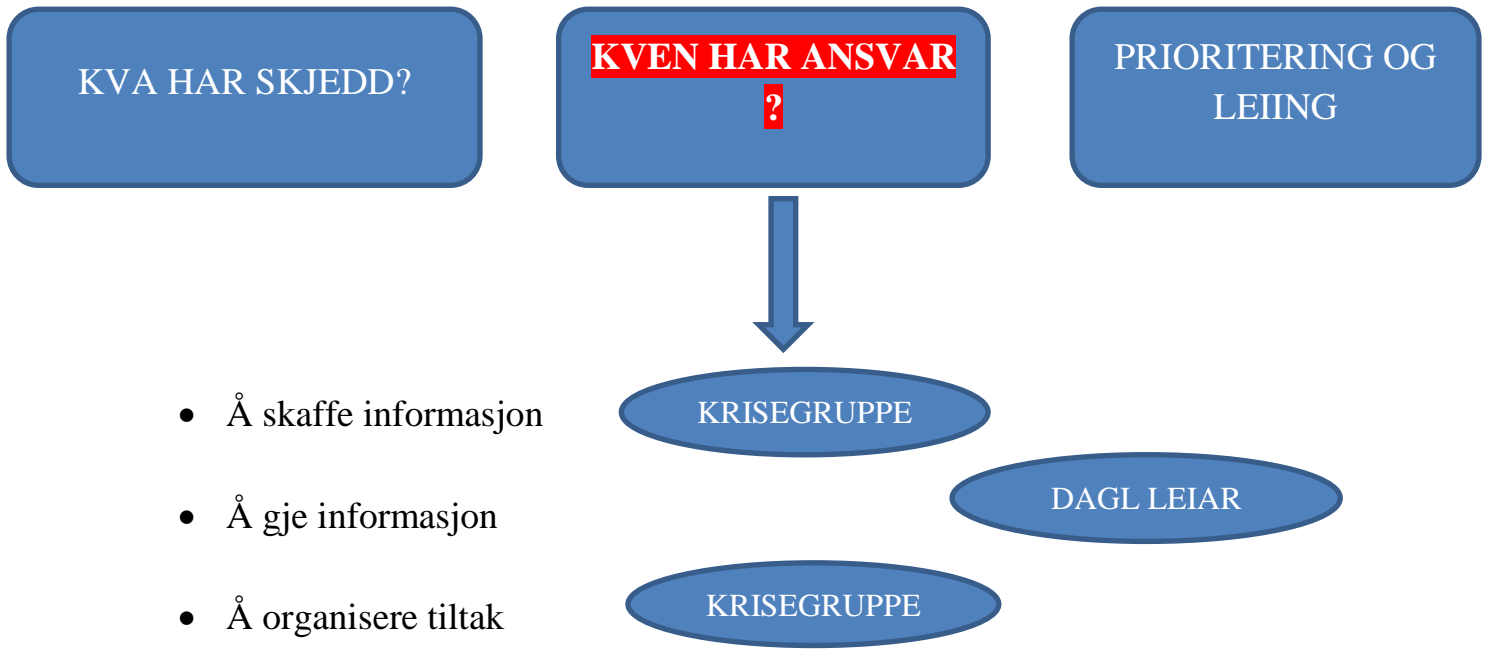 KVA HAR SKJEDD?
KVEN HAR ANSVAR
?
PRIORITERING OG
LEIING
• Å skaffe informasjon
KRISEGRUPPE
DAGL LEIAR
• Å gje informasjon
KRISEGRUPPE
• Å organisere tiltak